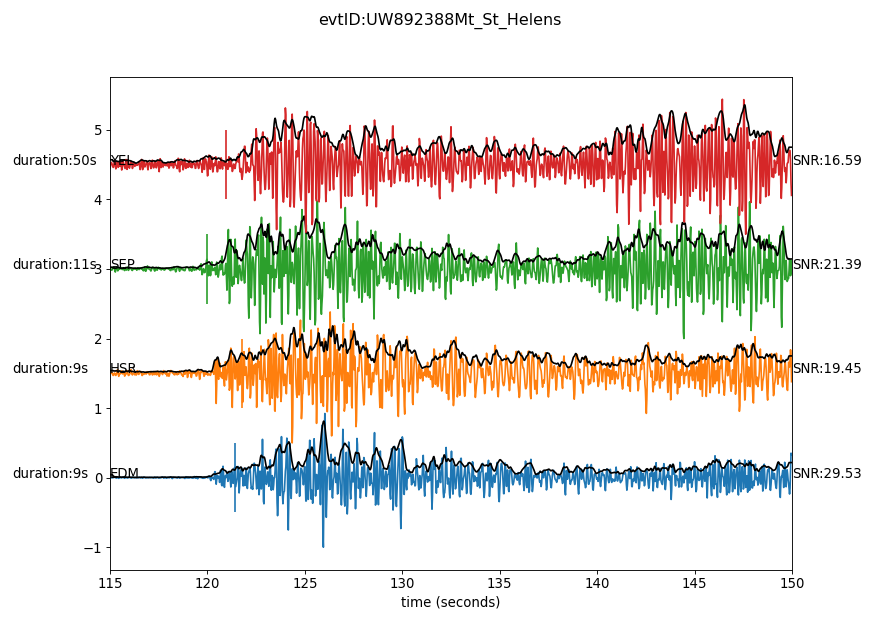 evtID:UW892388Mt_St_Helens
5
duration:50s YEL SNR:16.59
4
duration:11s 3 SEP SNR:21.39
2
duration:9s HSR SNR:19.45
1
duration:9s 0 EDM SNR:29.53
−1
115 120 125 130 135 140 145 150
time (seconds)